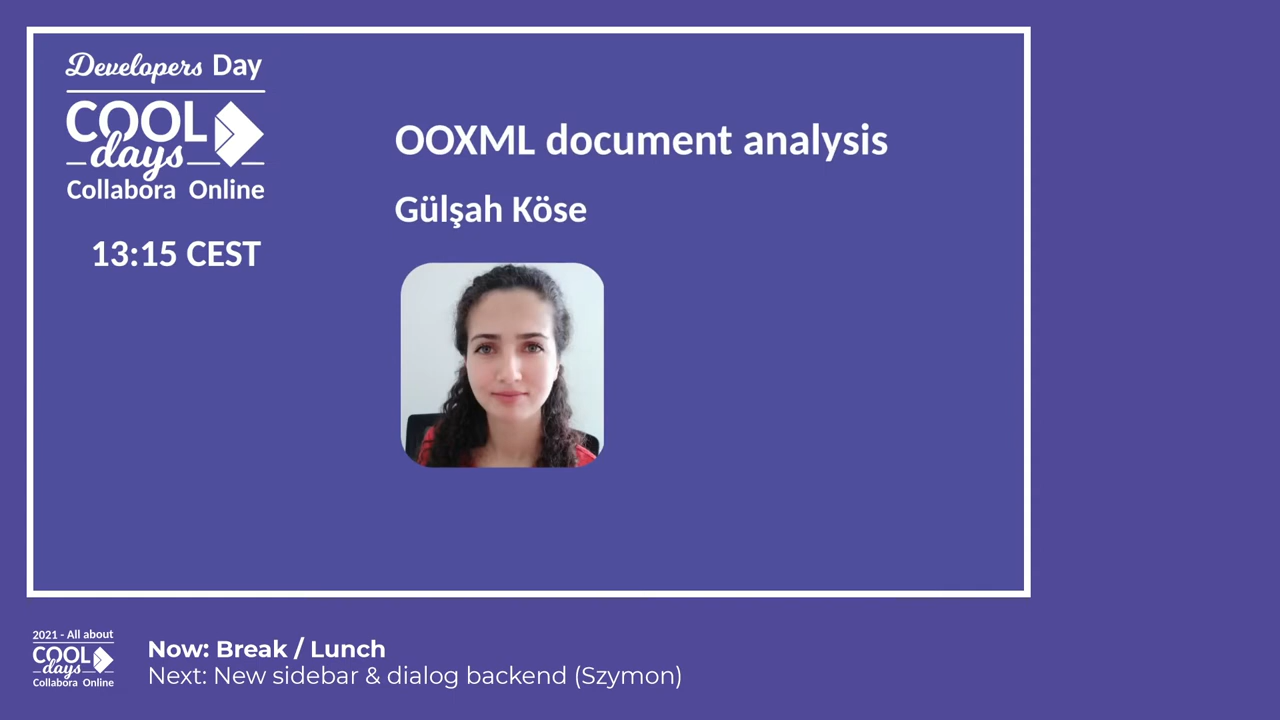 Developers Day
COOL
days
Collabora Online
13:15 CEST
OOXML document analysis
Gülşah Köse
2021 - All about
COOL
days
Collabora Online
Now: Break / Lunch
Next: New sidebar & dialog backend (Szymon)